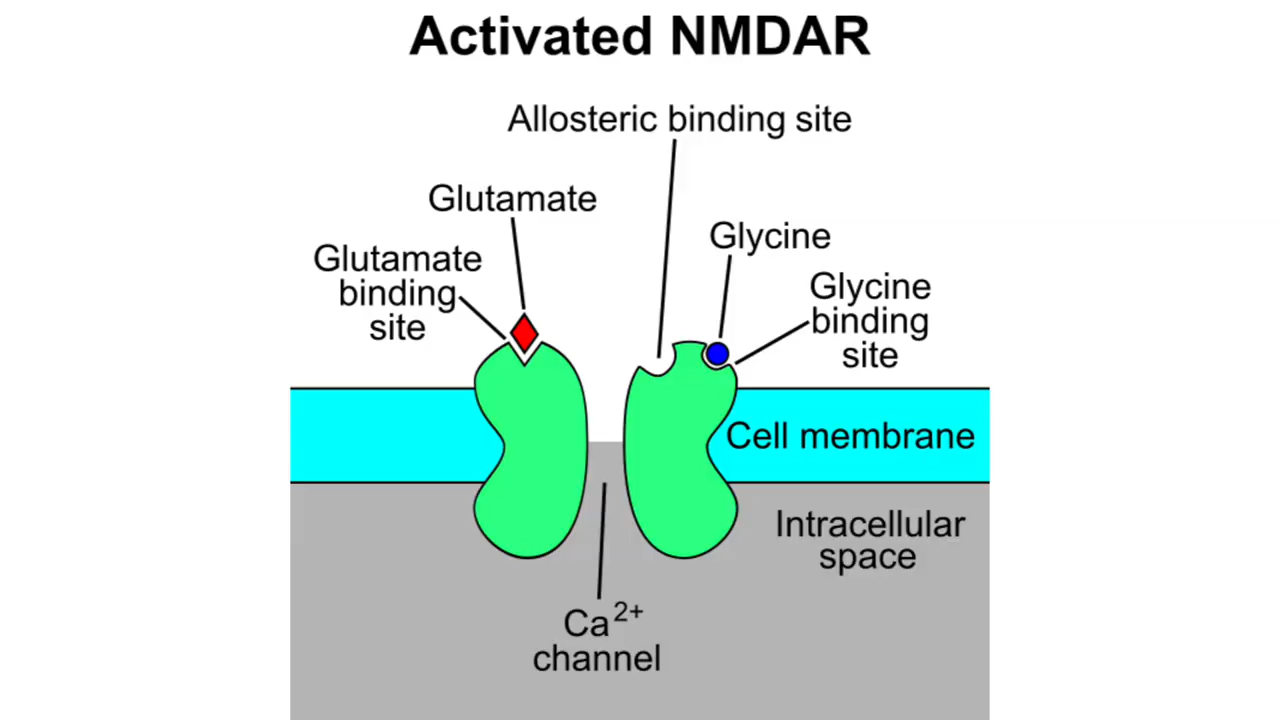 Activated NMDAR
Allosteric binding site
Glutamate
Glycine
Glutamate
binding
site
Glycine
binding
site
Cell membrane
Intracellular
space
Ca2+
channel